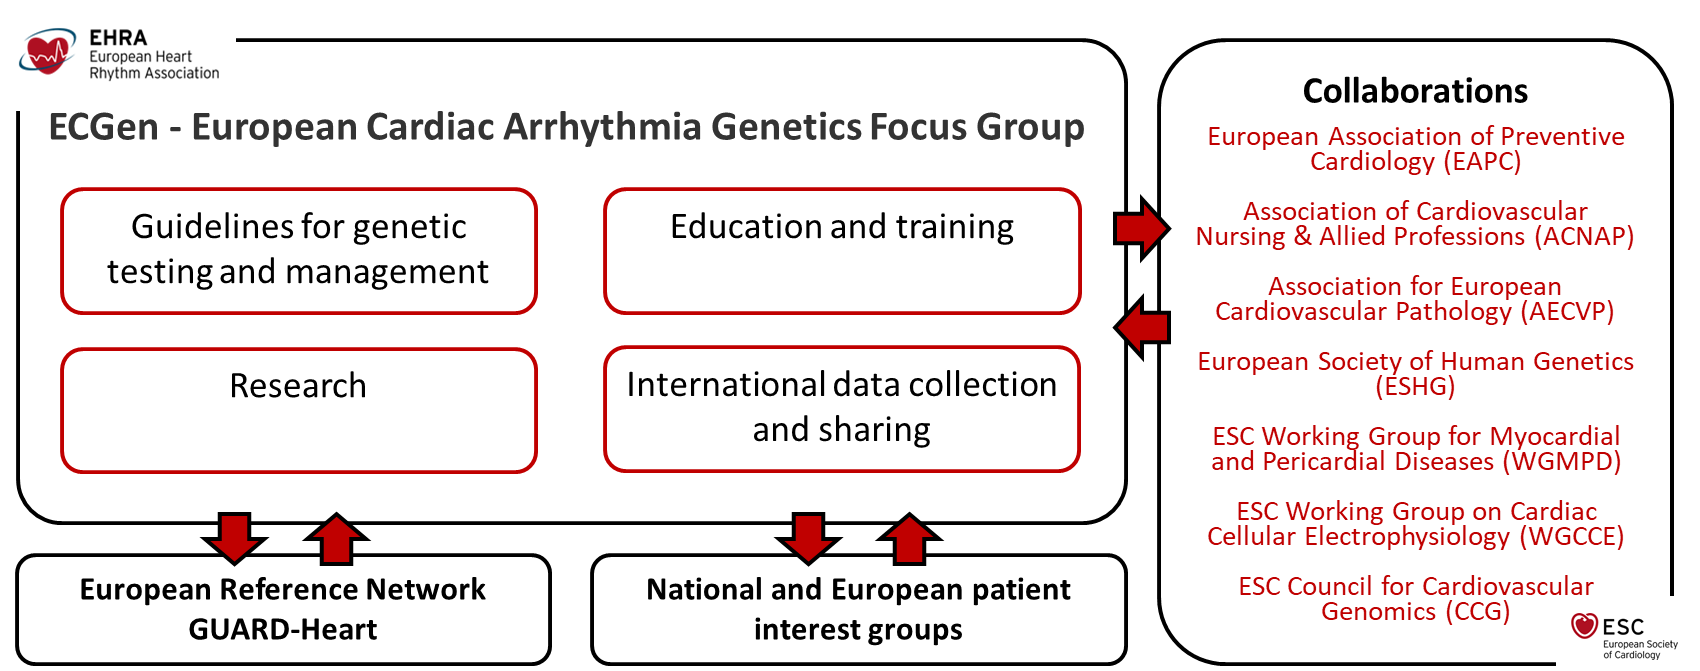 EHRA
European Heart
Rhythm Association
ECGen - European Cardiac Arrhythmia Genetics Focus Group
Guidelines for genetic
testing and management
Education and training
Research
International data collection
and sharing
European Reference Network
GUARD-Heart
National and European patient
interest groups
Collaborations
European Association of Preventive
Cardiology (EAPC)
Association of Cardiovascular
Nursing & Allied Professions (ACNAP)
Association for European
Cardiovascular Pathology (AECVP)
European Society of Human Genetics
(ESHG)
ESC Working Group for Myocardial
and Pericardial Diseases (WGMPD)
ESC Working Group on Cardiac
Cellular Electrophysiology (WGCCE)
ESC Council for Cardiovascular
Genomics (CCG)
ESC
European Society
of Cardiology